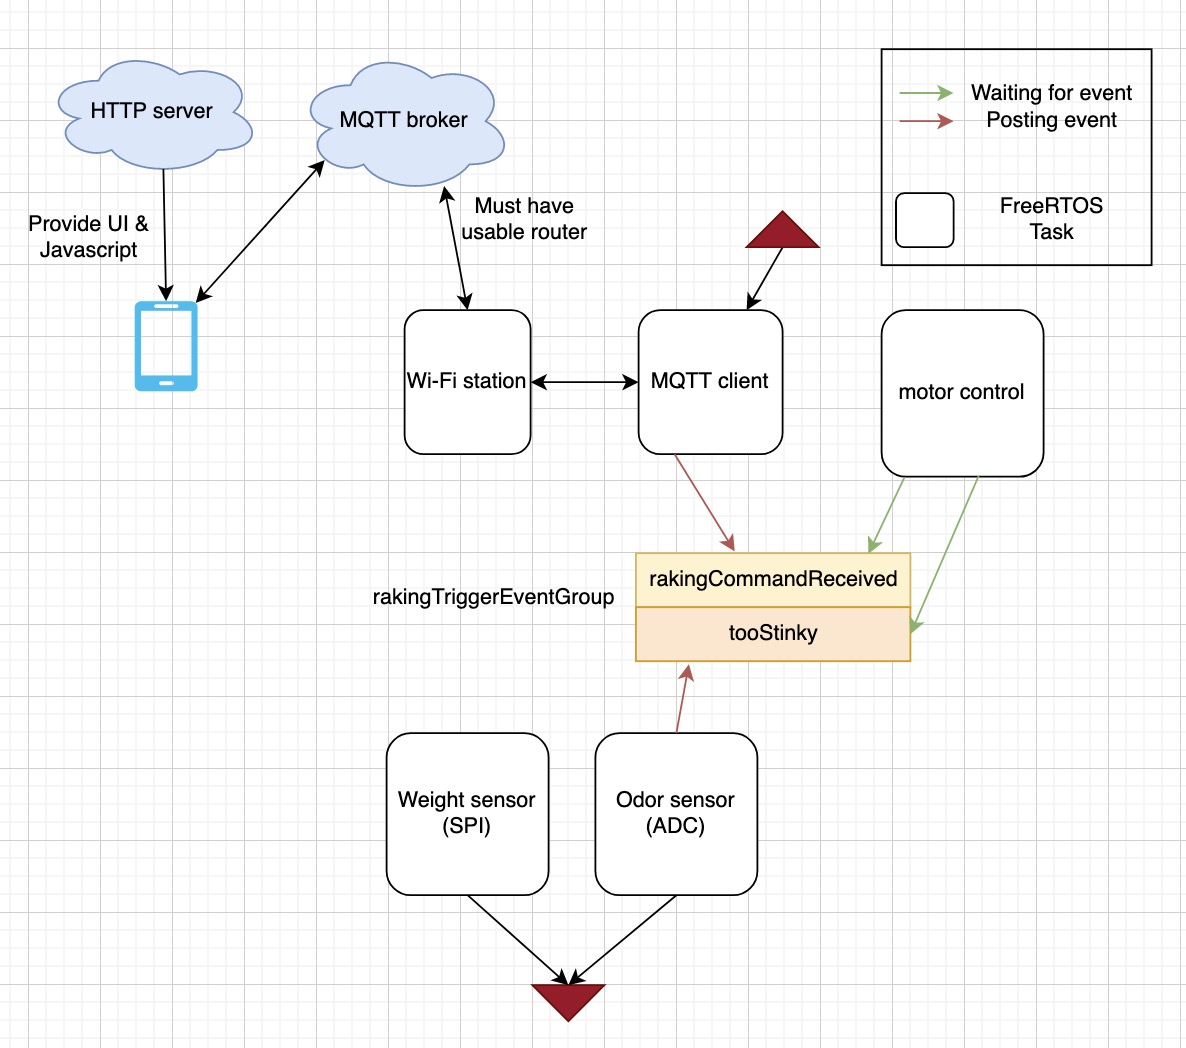 HTTP server
MQTT broker
Waiting for event
Posting event
FreeRTOS
Task
Provide UI &
Javascript
Must have
usable router
Wi-Fi station
MQTT client
motor control
rakingTriggerEventGroup
rakingCommandReceived
tooStinky
Weight sensor
(SPI)
Odor sensor
(ADC)